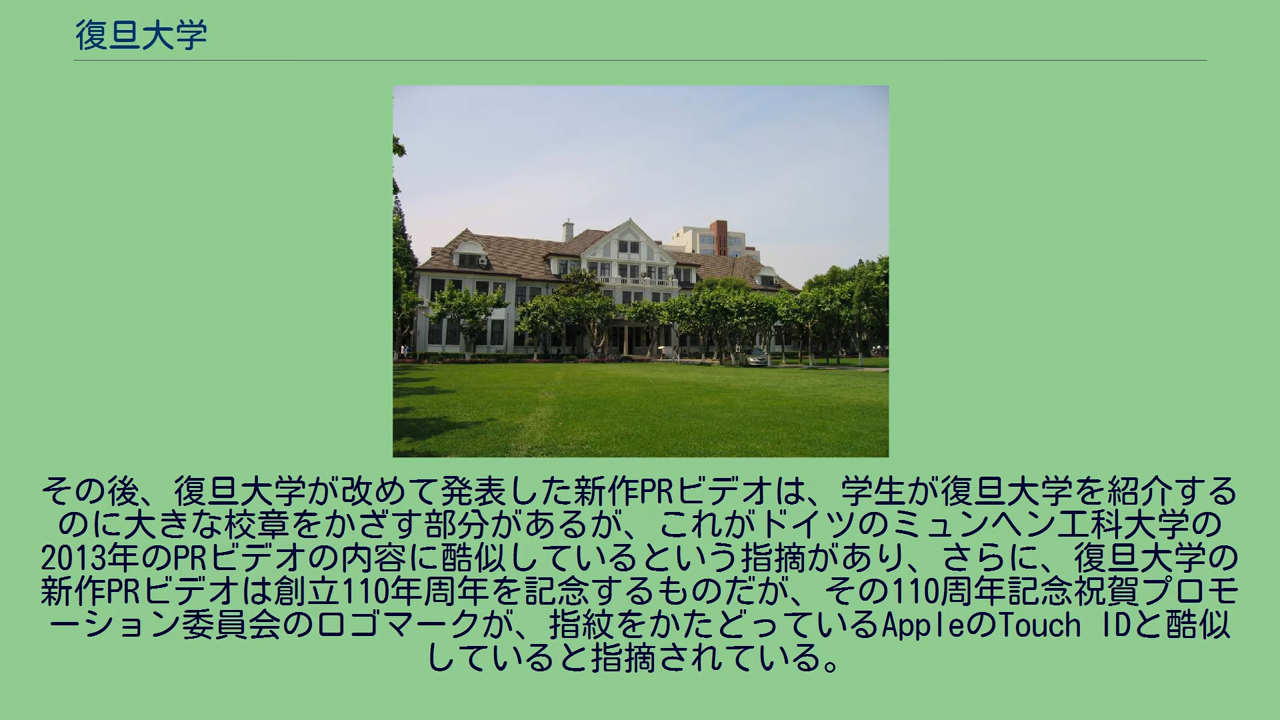 復旦大学
その後、復旦大学が改めて発表した新作PRビデオは、学生が復旦大学を紹介する
のに大きな校章をかざす部分があるが、これがドイツのミュンヘン工科大学の
2013年のPRビデオの内容に酷似しているという指摘があり、さらに、復旦大学の
新作PRビデオは創立110年周年を記念するものだが、その110周年記念祝賀プロモ
ーション委員会のロゴマークが、指紋をかたどっているAppleのTouch IDと酷似
していると指摘されている。